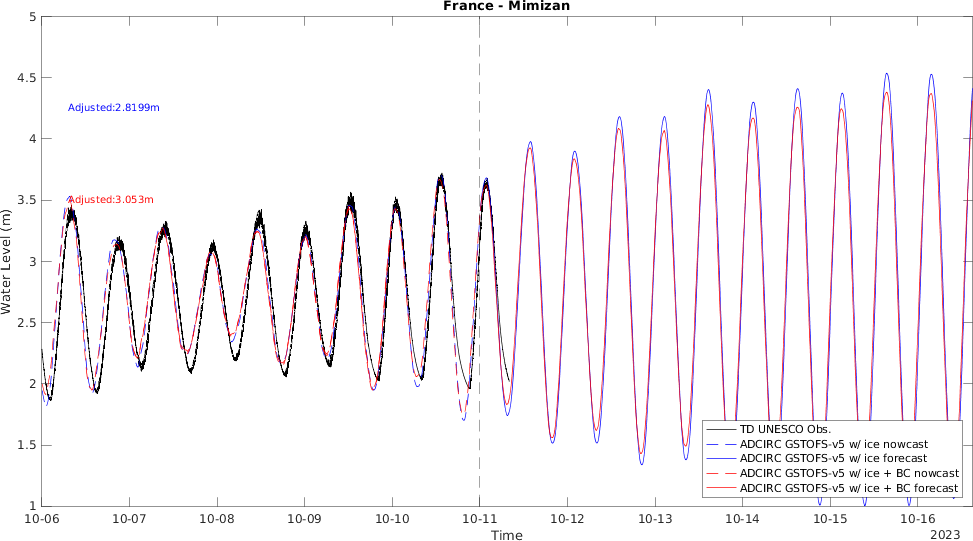 France - Mimizan
5
4.5
4
3.5
3
2.5
2
1.5
1
Water Level (m)
Adjusted:2.8199m
Adjusted:3.053m
TD UNESCO Obs.
ADCIRC GSTOFS-v5 w/ ice nowcast
ADCIRC GSTOFS-v5 w/ ice forecast
ADCIRC GSTOFS-v5 w/ ice + BC nowcast
ADCIRC GSTOFS-v5 w/ ice + BC forecast
10-06 10-07 10-08 10-09 10-10 10-11 10-12 10-13 10-14 10-15 10-16
Time
2023